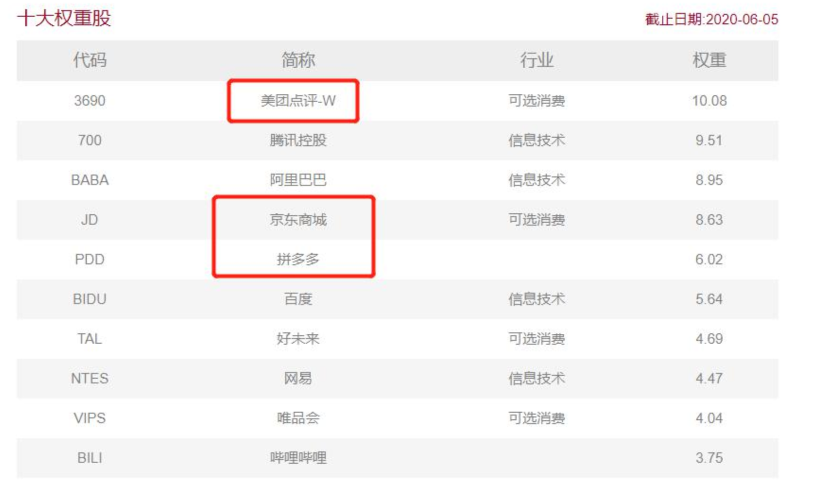 十大权重股 截止日期:2020-06-05
代码 简称 行业 权重
3690 美团点评-W 可选消费 10.08
700 腾讯控股 信息技术 9.51
BABA 阿里巴巴 信息技术 8.95
JD 京东商城 可选消费 8.63
PDD 拼多多 6.02
BIDU 百度 信息技术 5.64
TAL 好未来 可选消费 4.69
NTES 网易 信息技术 4.47
VIPS 唯品会 可选消费 4.04
BILI 哔哩哔哩 3.75